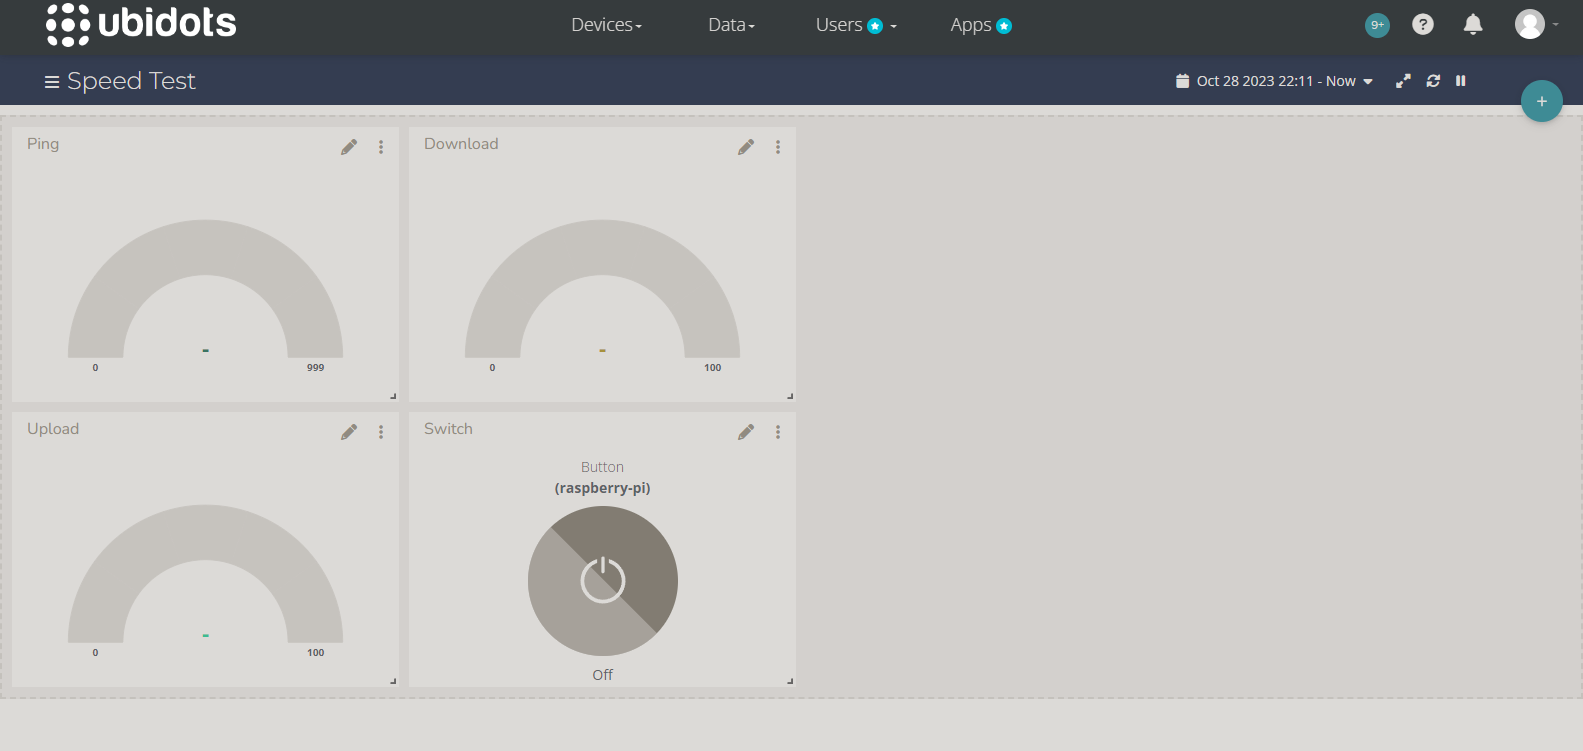 ubidots
Devices
Data
Users
Apps
9+
?
Speed Test
Oct 28 2023 22:11 - Now
+
Ping
-
0
999
Download
-
0
100
Upload
-
0
100
Switch
Button
(raspberry-pi)
Off